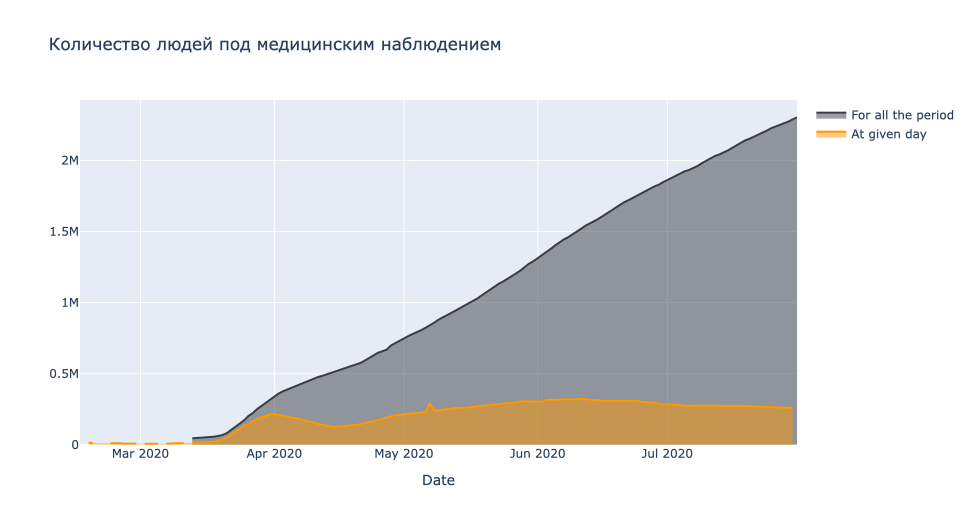 Количество людей под медицинским наблюдением
For all the period
At given day
2M
1.5M
1M
0.5M
0
Mar 2020
Apr 2020
May 2020
Jun 2020
Jul 2020
Date